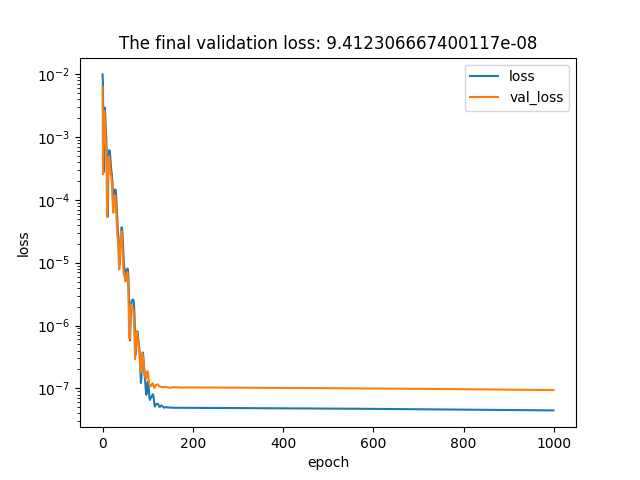 The final validation loss: 9.412306667400117e-08
loss
val_loss
10⁻²
10⁻³
10⁻⁴
10⁻⁵
10⁻⁶
10⁻⁷
loss
0 200 400 600 800 1000
epoch